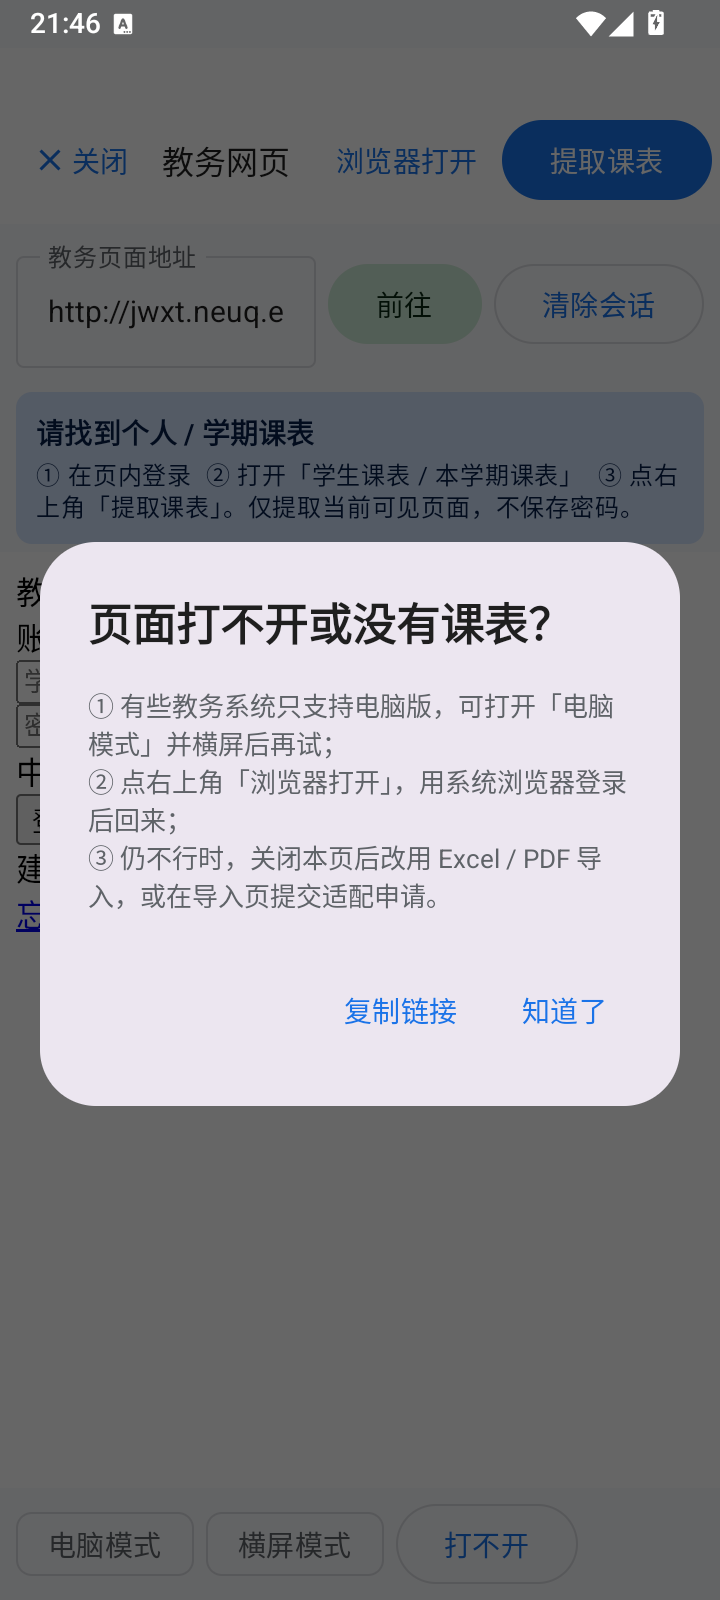 21:46
关闭
教务网页
浏览器打开
提取课表
教务页面地址
http://jwxt.neuq.e
前往
清除会话
请找到个人 / 学期课表
① 在页内登录 ② 打开「学生课表 / 本学期课表」 ③ 点右
上角「提取课表」。仅提取当前可见页面，不保存密码。
教
账
页面打不开或没有课表？
① 有些教务系统只支持电脑版，可打开「电脑
模式」并横屏后再试；
② 点右上角「浏览器打开」，用系统浏览器登录
后回来；
③ 仍不行时，关闭本页后改用 Excel / PDF 导
入，或在导入页提交适配申请。
中
建
忘
复制链接
知道了
电脑模式
横屏模式
打不开